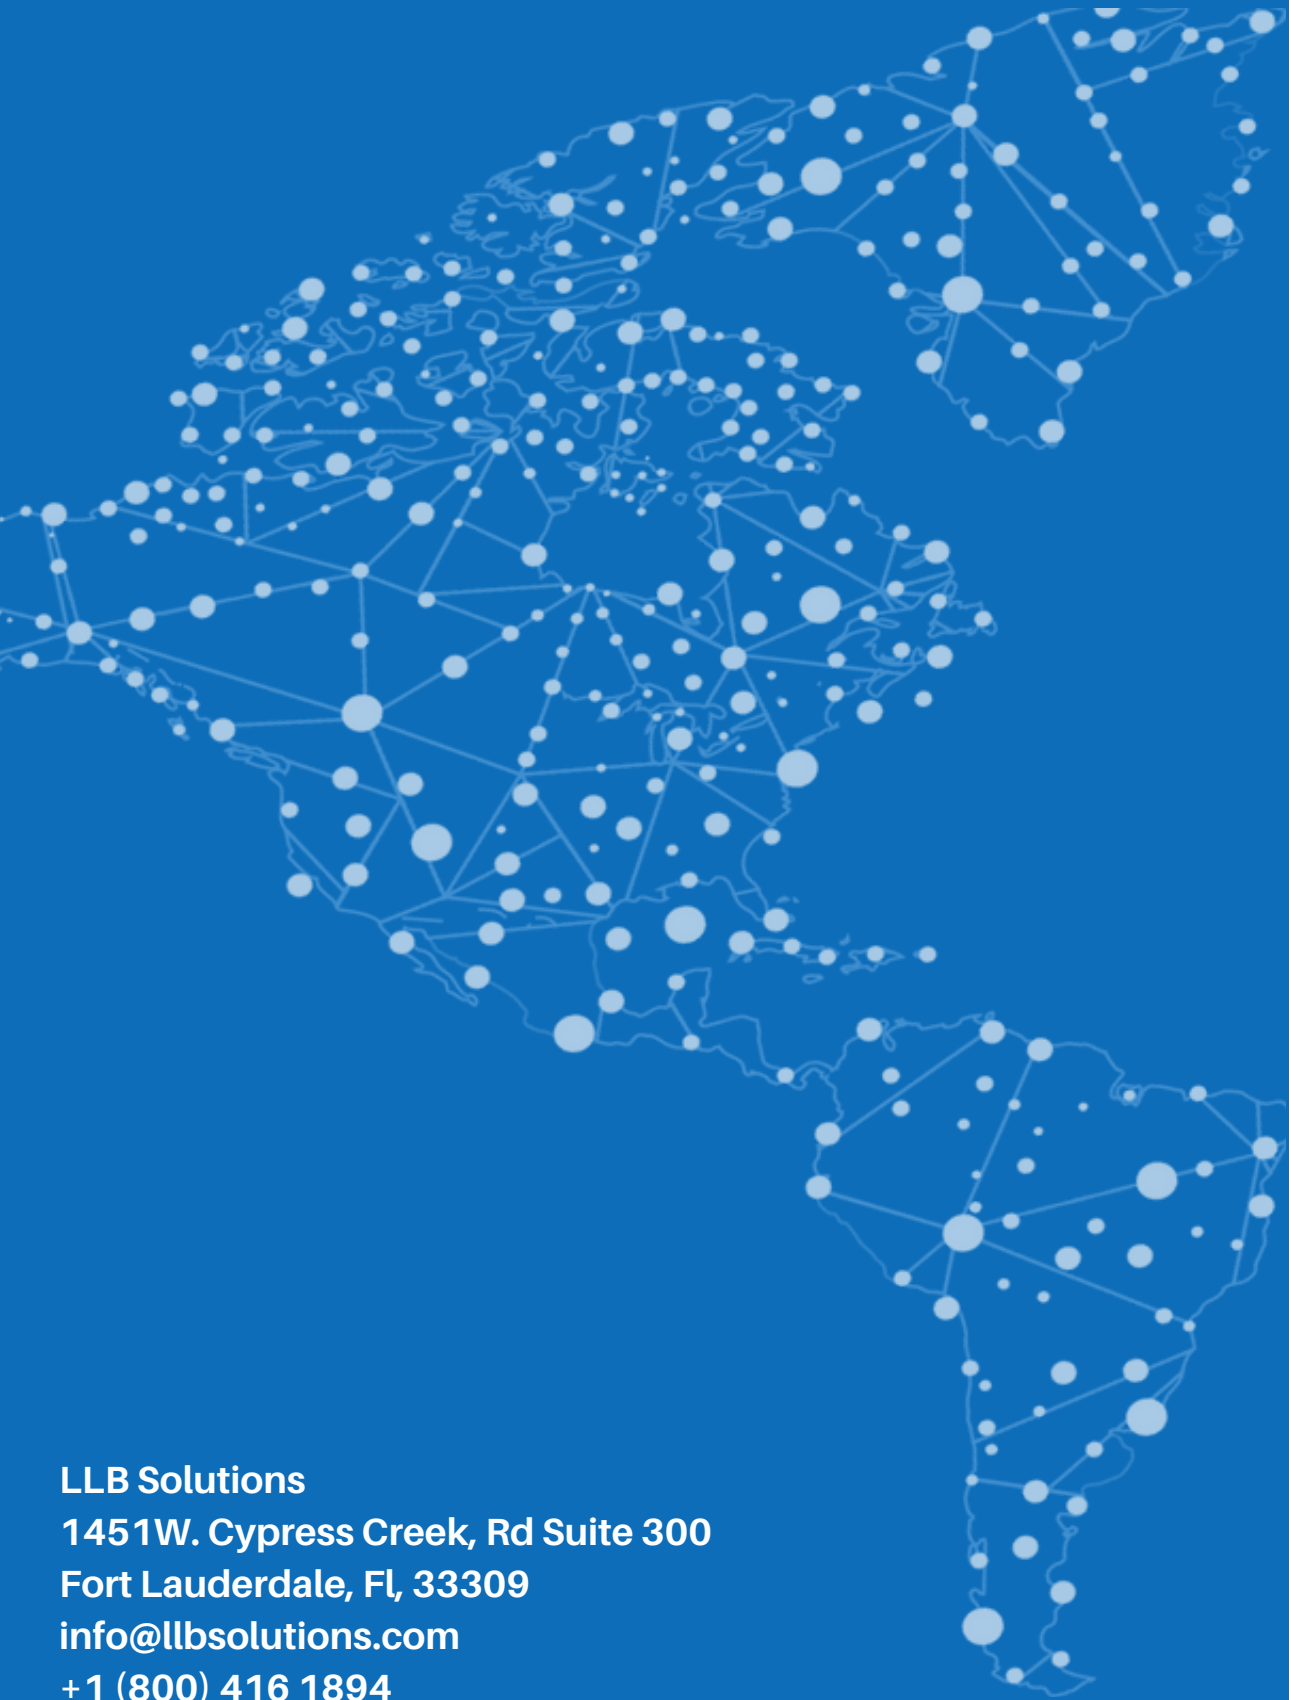 LLB Solutions
1451W. Cypress Creek, Rd Suite 300
Fort Lauderdale, Fl, 33309
info@llbsolutions.com
+1 (800) 416 1894